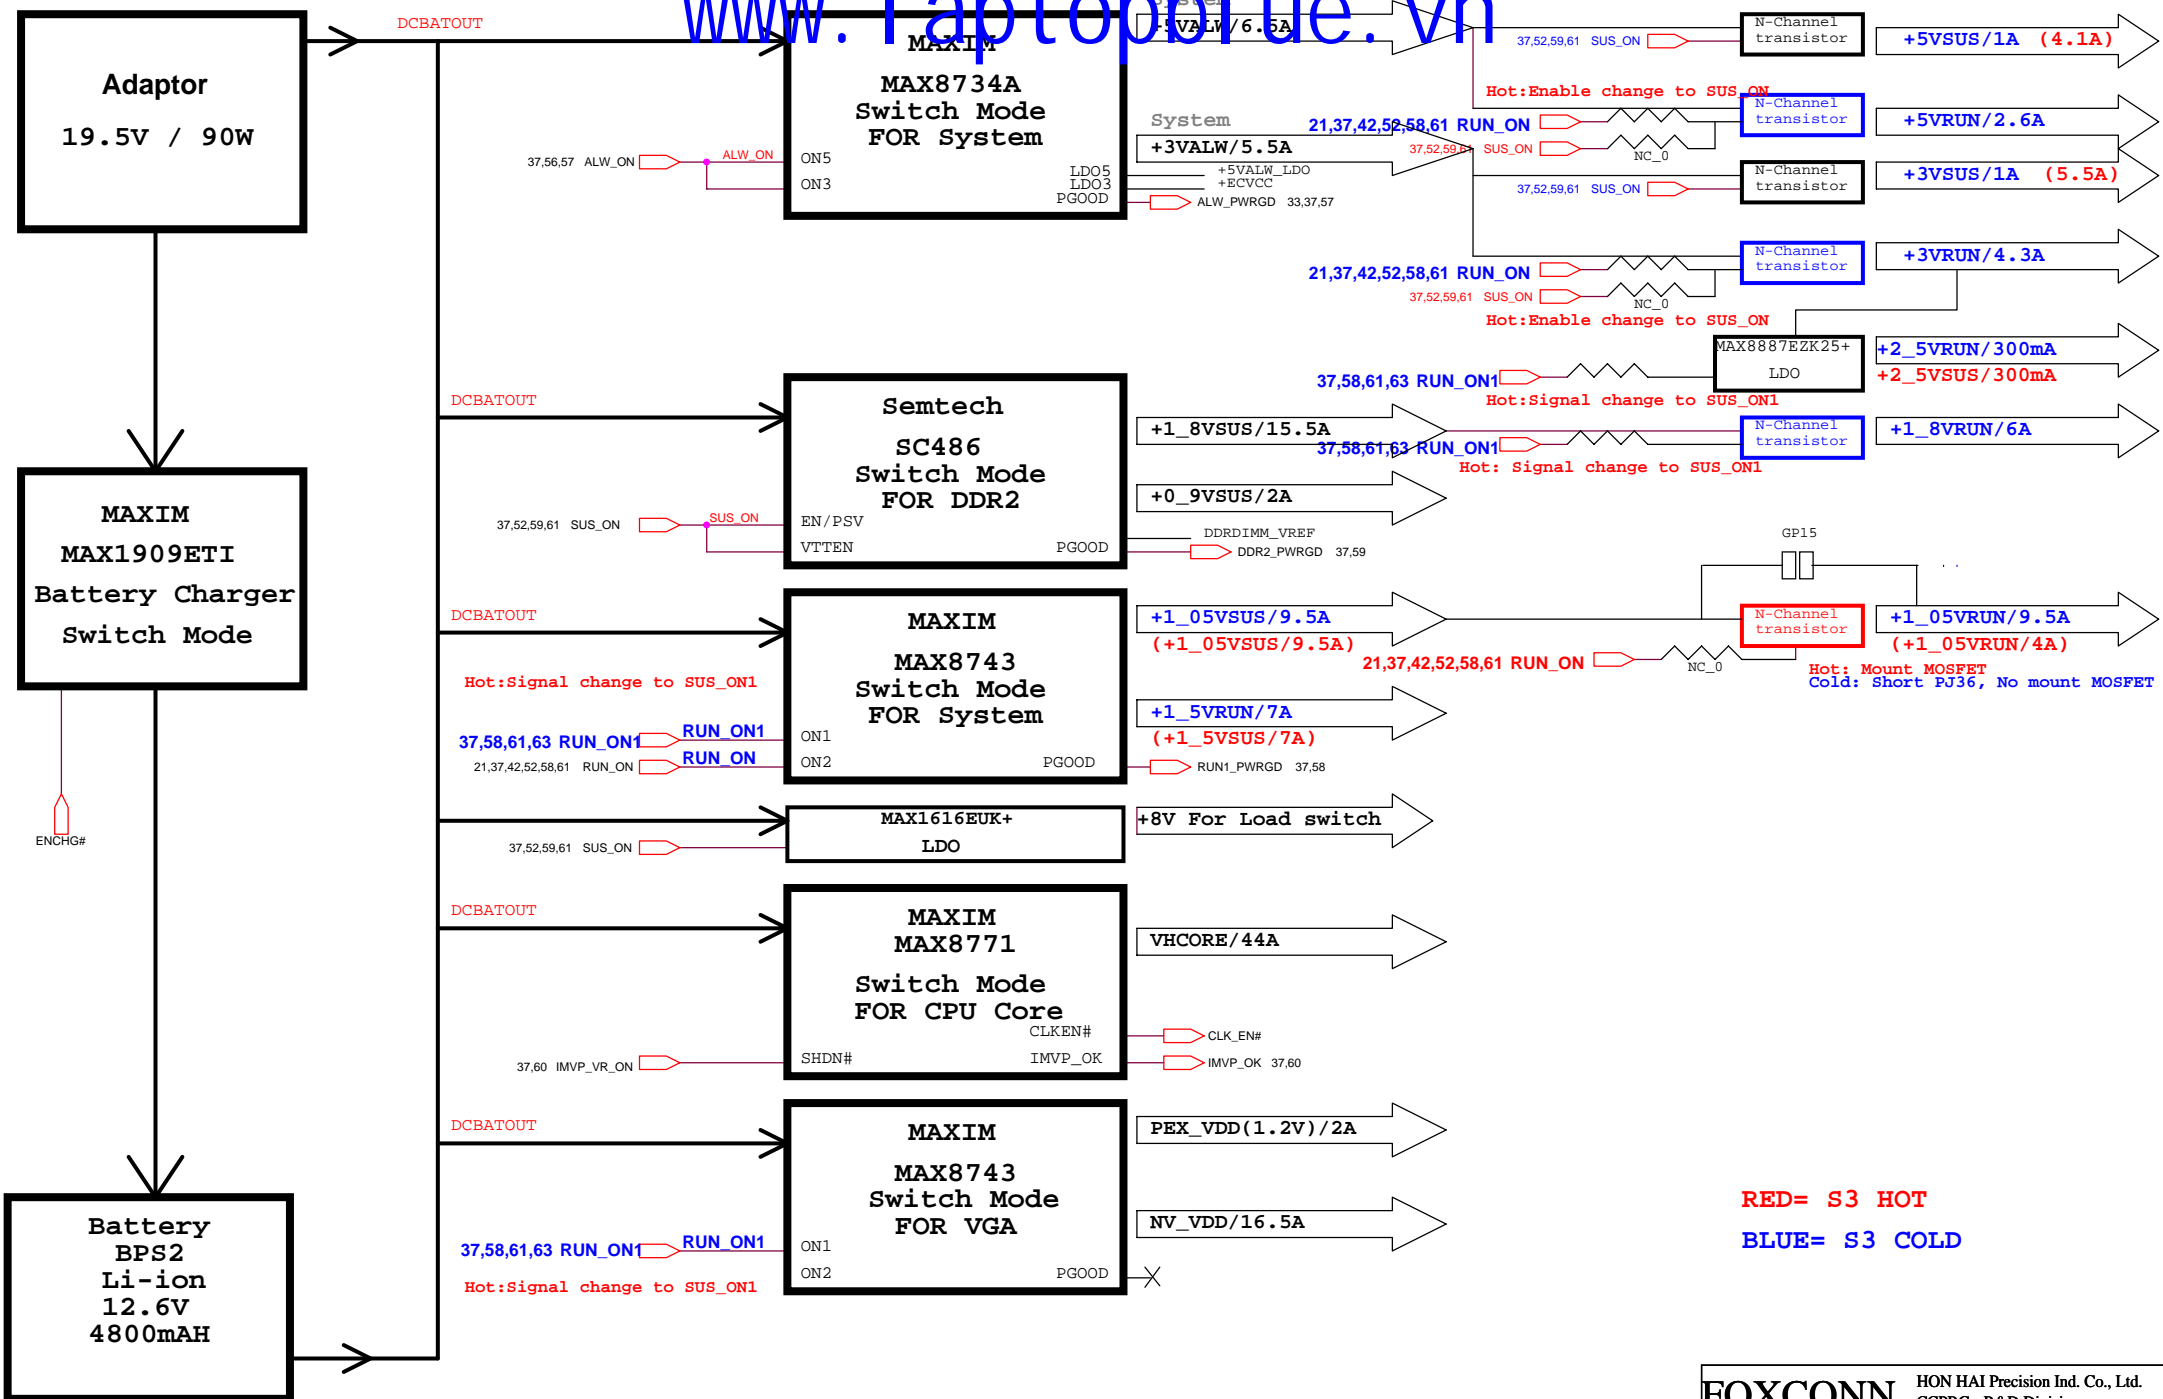 www.laptopblue.vn
Adaptor
19.5V / 90W
DCBATOUT
MAXIM
MAX8734A
Switch Mode
FOR System
ON5
ON3
LDO5
LDO3
PGOOD
37,56,57 ALW_ON
ALW_ON
System
+5VALW/6.5A
System
+3VALW/5.5A
+5VALW_LDO
+ECVCC
ALW_PWRGD 33,37,57
37,52,59,61 SUS_ON
N-Channel
transistor
+5VSUS/1A (4.1A)
Hot:Enable change to SUS_ON
21,37,42,52,58,61 RUN_ON
37,52,59,61 SUS_ON
NC_0
N-Channel
transistor
+5VRUN/2.6A
37,52,59,61 SUS_ON
N-Channel
transistor
+3VSUS/1A (5.5A)
21,37,42,52,58,61 RUN_ON
37,52,59,61 SUS_ON
NC_0
Hot:Enable change to SUS_ON
N-Channel
transistor
+3VRUN/4.3A
MAX8887EZK25+
LDO
37,58,61,63 RUN_ON1
Hot:Signal change to SUS_ON1
+2_5VRUN/300mA
+2_5VSUS/300mA
DCBATOUT
Semtech
SC486
Switch Mode
FOR DDR2
EN/PSV
VTTEN
PGOOD
37,52,59,61 SUS_ON
SUS_ON
+1_8VSUS/15.5A
37,58,61,63 RUN_ON1
Hot: Signal change to SUS_ON1
N-Channel
transistor
+1_8VRUN/6A
+0_9VSUS/2A
DDRDIMM_VREF
DDR2_PWRGD 37,59
MAXIM
MAX1909ETI
Battery Charger
Switch Mode
ENCHG#
DCBATOUT
MAXIM
MAX8743
Switch Mode
FOR System
ON1
ON2
PGOOD
Hot:Signal change to SUS_ON1
37,58,61,63 RUN_ON1
RUN_ON1
21,37,42,52,58,61 RUN_ON
RUN_ON
+1_05VSUS/9.5A
(+1_05VSUS/9.5A)
+1_5VRUN/7A
(+1_5VSUS/7A)
RUN1_PWRGD 37,58
GP15
21,37,42,52,58,61 RUN_ON
NC_0
N-Channel
transistor
+1_05VRUN/9.5A
(+1_05VRUN/4A)
Hot: Mount MOSFET
Cold: Short PJ36, No mount MOSFET
MAX1616EUK+
LDO
37,52,59,61 SUS_ON
+8V For Load switch
DCBATOUT
MAXIM
MAX8771
Switch Mode
FOR CPU Core
CLKEN#
SHDN#
IMVP_OK
37,60 IMVP_VR_ON
VHCORE/44A
CLK_EN#
IMVP_OK 37,60
DCBATOUT
MAXIM
MAX8743
Switch Mode
FOR VGA
ON1
ON2
PGOOD
37,58,61,63 RUN_ON1
RUN_ON1
Hot:Signal change to SUS_ON1
PEX_VDD(1.2V)/2A
NV_VDD/16.5A
Battery
BPS2
Li-ion
12.6V
4800mAH
RED= S3 HOT
BLUE= S3 COLD
FOXCONN
HON HAI Precision Ind. Co., Ltd.